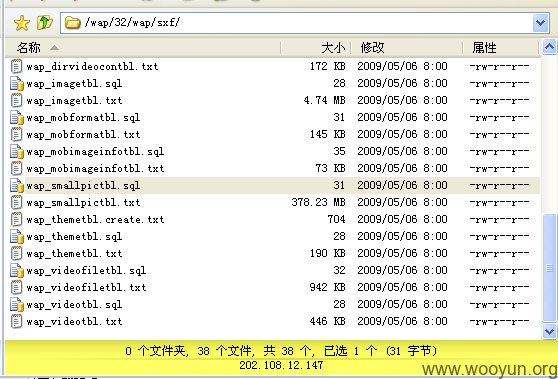 /wap/32/wap/sxf/
名称 大小 修改 属性
wap_dirvideocontbl.txt 172 KB 2009/05/06 8:00 -rw-r--r--
wap_imagetbl.sql 28 2009/05/06 8:00 -rw-r--r--
wap_imagetbl.txt 4.74 MB 2009/05/06 8:00 -rw-r--r--
wap_mobformatbl.sql 31 2009/05/06 8:00 -rw-r--r--
wap_mobformatbl.txt 145 KB 2009/05/06 8:00 -rw-r--r--
wap_mobimageinfotbl.sql 35 2009/05/06 8:00 -rw-r--r--
wap_mobimageinfotbl.txt 73 KB 2009/05/06 8:00 -rw-r--r--
wap_smallpictbl.sql 31 2009/05/06 8:00 -rw-r--r--
wap_smallpictbl.txt 378.23 MB 2009/05/06 8:00 -rw-r--r--
wap_themetbl.create.txt 704 2009/05/06 8:00 -rw-r--r--
wap_themetbl.sql 28 2009/05/06 8:00 -rw-r--r--
wap_themetbl.txt 190 KB 2009/05/06 8:00 -rw-r--r--
wap_videofiletbl.sql 32 2009/05/06 8:00 -rw-r--r--
wap_videofiletbl.txt 942 KB 2009/05/06 8:00 -rw-r--r--
wap_videotbl.sql 28 2009/05/06 8:00 -rw-r--r--
wap_videotbl.txt 446 KB 2009/05/06 8:00 -rw-r--r--
0 个文件夹, 38 个文件, 共 38 个, 已选 1 个 (31 字节)
202.108.12.147
www.wooyun.org